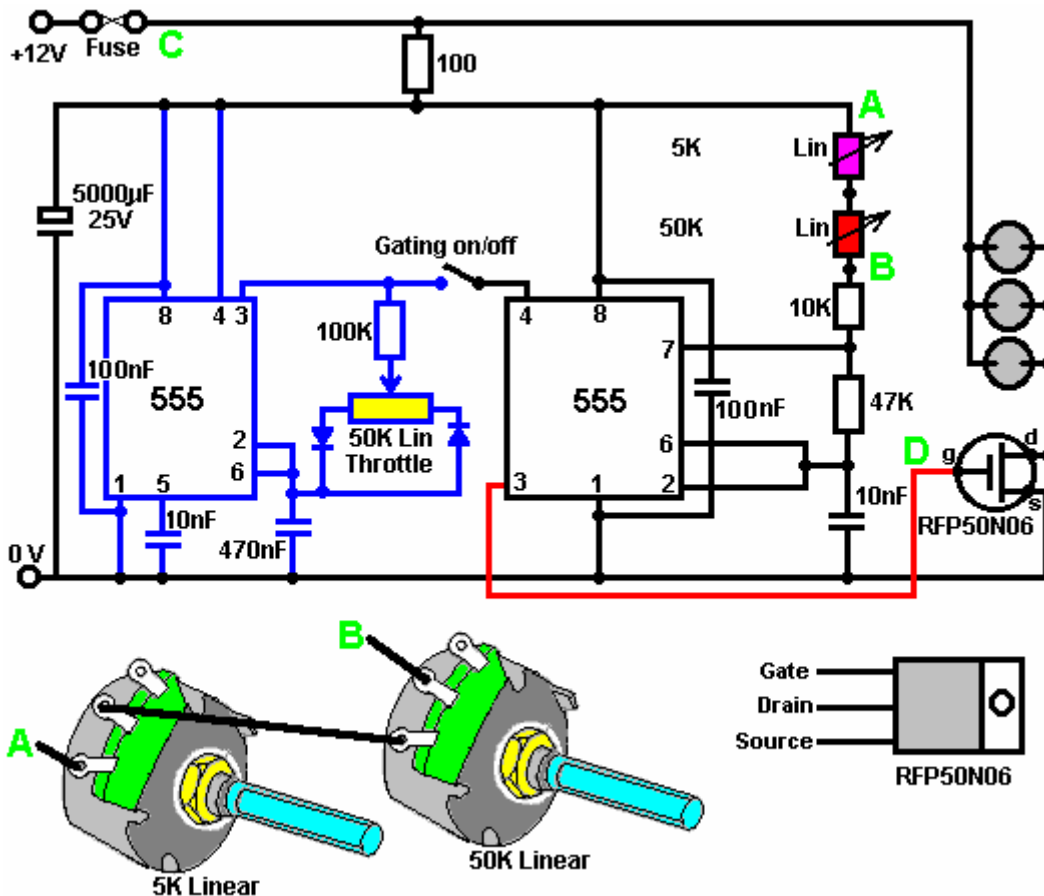 +12V
Fuse
C
100
A
5K
Lin
5000µF
25V
50K
Lin
B
Gating on/off
10K
8
4
3
100K
4
8
7
100nF
555
555
100nF
47K
50K Lin
Throttle
2
6
6
D
g
d
1
5
3
1
2
10nF
10nF
s
470nF
RFP50N06
0 V
B
A
Gate
Drain
Source
RFP50N06
5K Linear
50K Linear